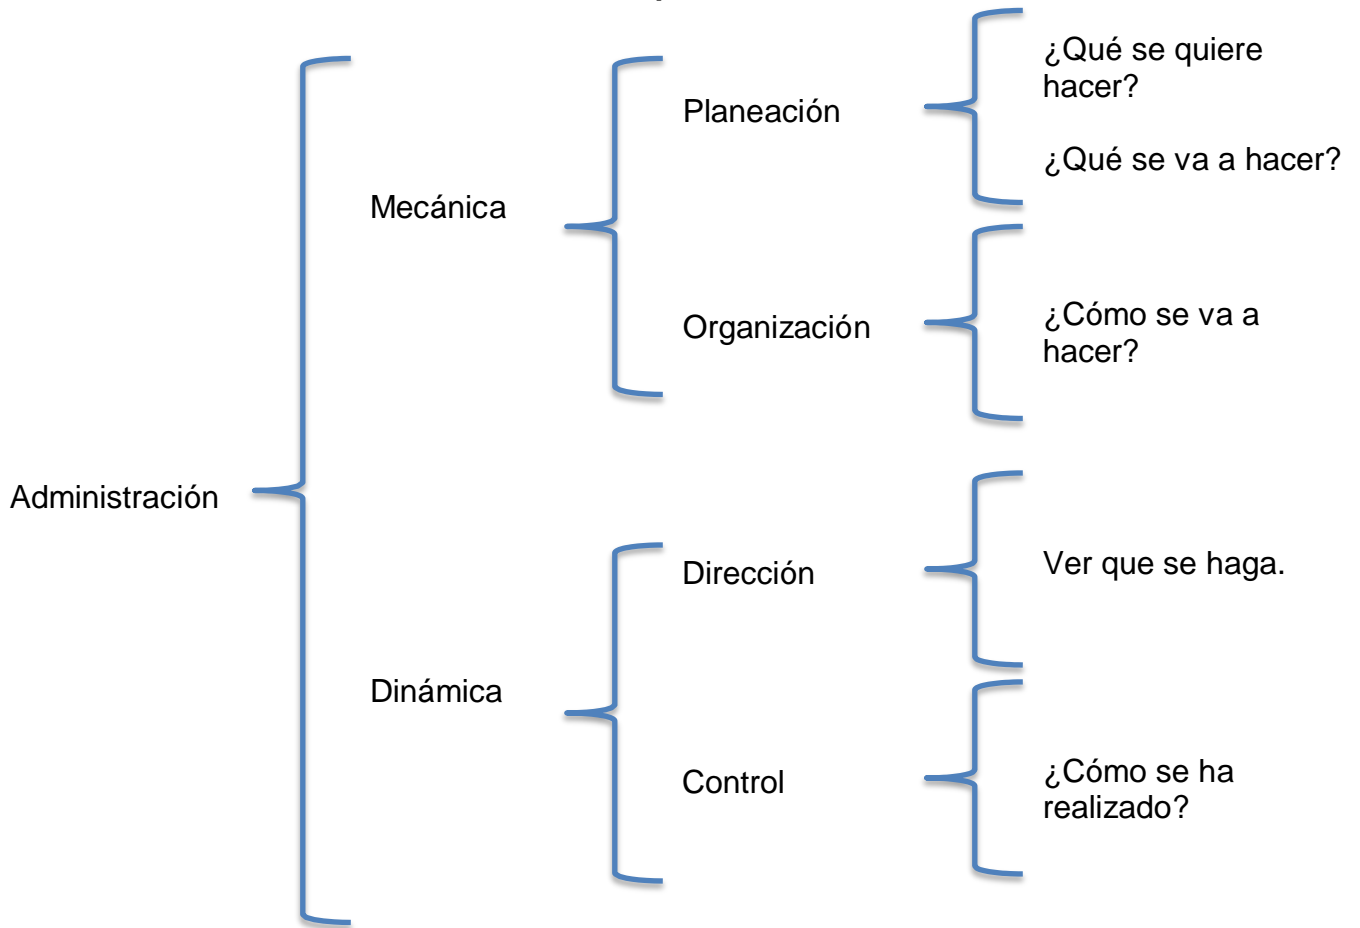 Administración
Mecánica
Planeación
¿Qué se quiere
hacer?
¿Qué se va a hacer?
Organización
¿Cómo se va a
hacer?
Dinámica
Dirección
Ver que se haga.
Control
¿Cómo se ha
realizado?